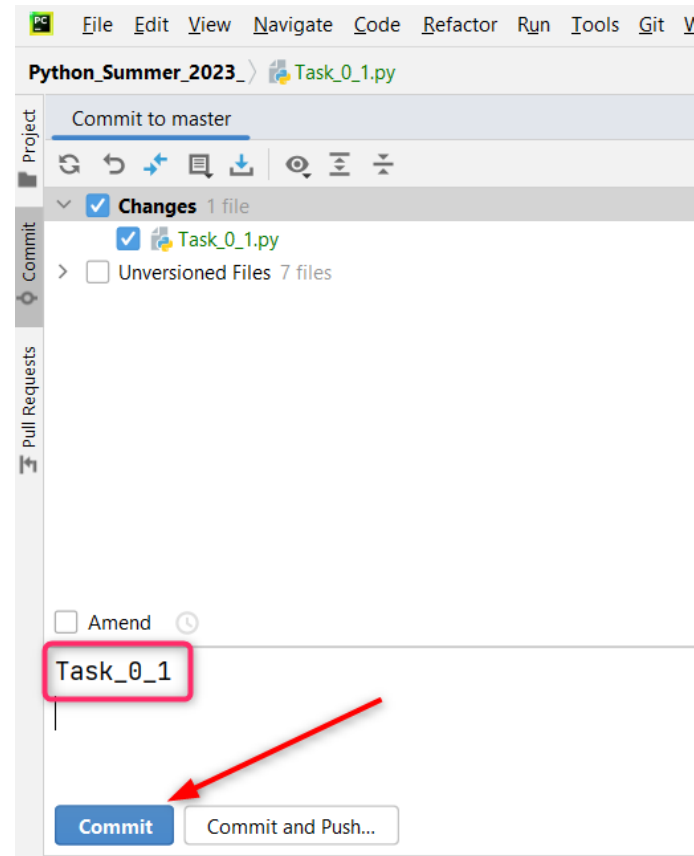 PC File Edit View Navigate Code Refactor Run Tools Git
Python_Summer_2023_ Task_0_1.py
Project
Commit
Pull Requests
Commit to master
Changes 1 file
Task_0_1.py
Unversioned Files 7 files
Amend
Task_0_1
Commit Commit and Push...